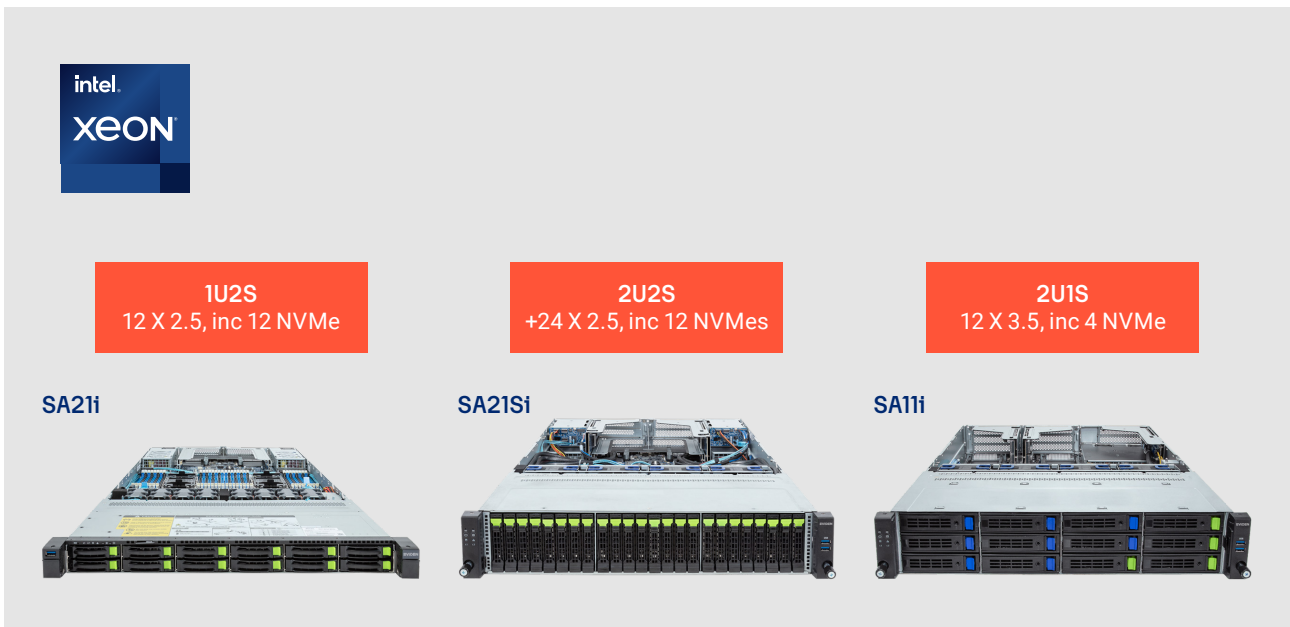 intel.
xeon
1U2S
12 X 2.5, inc 12 NVMe
2U2S
+24 X 2.5, inc 12 NVMes
2U1S
12 X 3.5, inc 4 NVMe
SA21i
SA21Si
SA11i